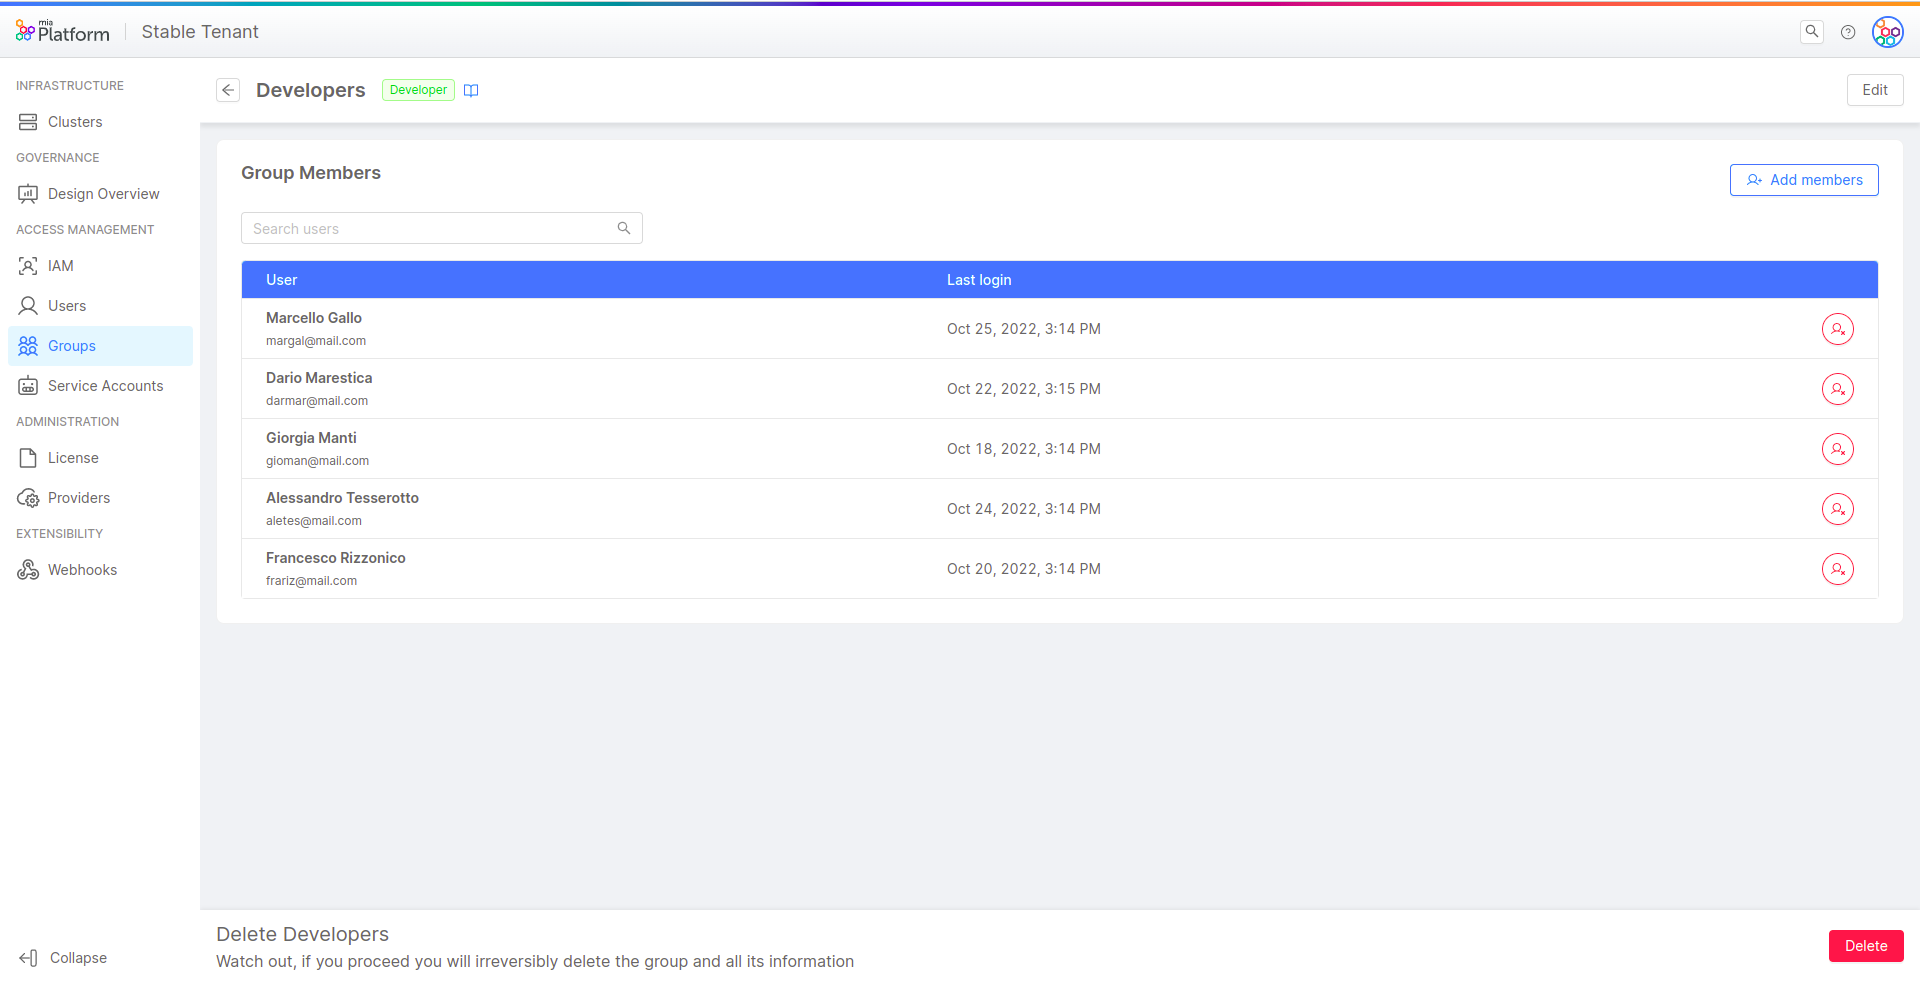 mia
Platform
Stable Tenant
INFRASTRUCTURE
Clusters
GOVERNANCE
Design Overview
ACCESS MANAGEMENT
IAM
Users
Groups
Service Accounts
ADMINISTRATION
License
Providers
EXTENSIBILITY
Webhooks
Collapse
Developers Developer
Edit
Group Members
Add members
Search users
User Last login
Marcello Gallo
margal@mail.com
Oct 25, 2022, 3:14 PM
Dario Marestica
darmar@mail.com
Oct 22, 2022, 3:15 PM
Giorgia Manti
gioman@mail.com
Oct 18, 2022, 3:14 PM
Alessandro Tesserotto
aletes@mail.com
Oct 24, 2022, 3:14 PM
Francesco Rizzonico
frariz@mail.com
Oct 20, 2022, 3:14 PM
Delete Developers
Watch out, if you proceed you will irreversibly delete the group and all its information
Delete